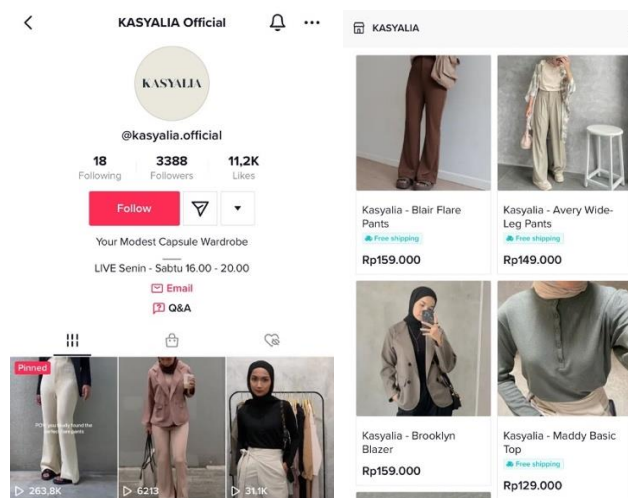 KASYALIA Official
KASYALIA
@kasyalia.official
18 3388 11,2K
Following Followers Likes
Follow
Your Modest Capsule Wardrobe
LIVE Senin - Sabtu 16.00 - 20.00
Email
Q&A
Pinned
263,8K
6213
31,1K
KASYALIA
Kasyalia - Blair Flare
Pants
Free shipping
Rp159.000
Kasyalia - Avery Wide-
Leg Pants
Free shipping
Rp149.000
Kasyalia - Brooklyn
Blazer
Rp159.000
Kasyalia - Maddy Basic
Top
Free shipping
Rp129.000